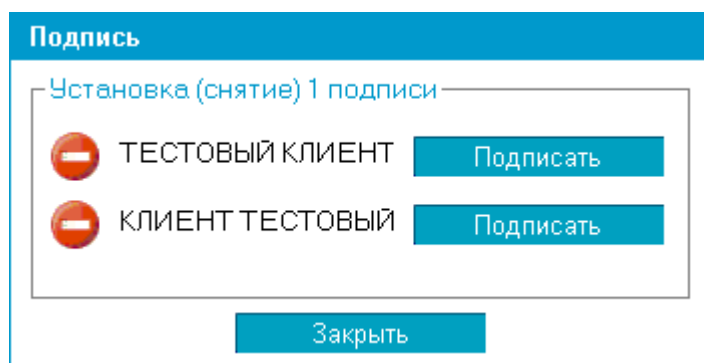 Подпись
Установка (снятие) 1 подписи
ТЕСТОВЫЙ КЛИЕНТ Подписать
КЛИЕНТ ТЕСТОВЫЙ Подписать
Закрыть